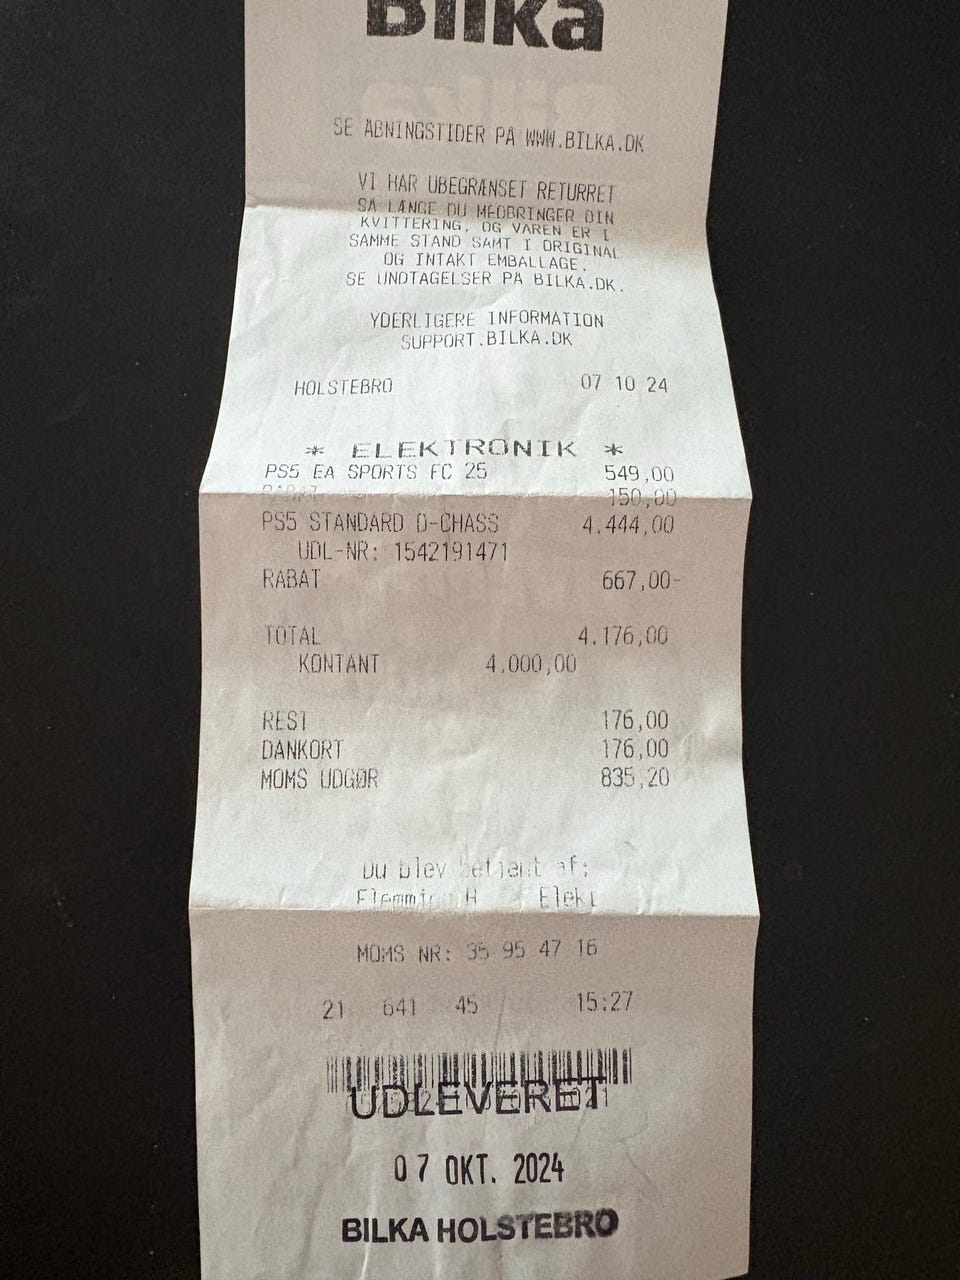 Bilka
SE ÅBNINGSTIDER PÅ WWW.BILKA.DK
VI HAR UBEGRÆNSET RETURRET
SÅ LÆNGE DU MEDBRINGER DIN
KVITTERING, OG VAREN ER I
SAMME STAND SAMT I ORIGINAL
OG INTAKT EMBALLAGE.
SE UNDTAGELSER PÅ BILKA.DK.
YDERLIGERE INFORMATION
SUPPORT.BILKA.DK
HOLSTEBRO 07 10 24
* ELEKTRONIK *
PS5 EA SPORTS FC 25 549,00
RABAT 150,00
PS5 STANDARD D-CHASS 4.444,00
UDL-NR: 1542191471
RABAT 667,00-
TOTAL 4.176,00
KONTANT 4.000,00
REST 176,00
DANKORT 176,00
MOMS UDGØR 835,20
Du blev betjent af:
Flemming H Elekt
MOMS NR: 35 95 47 16
21 641 45 15:27
UDLEVERET
07 OKT. 2024
BILKA HOLSTEBRO